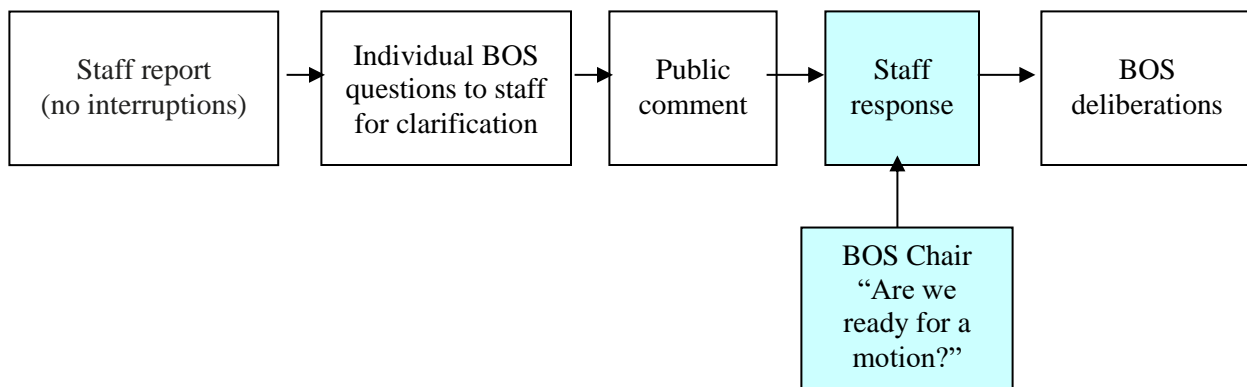 Staff report
(no interruptions)
Individual BOS
questions to staff
for clarification
Public
comment
Staff
response
BOS
deliberations
BOS Chair
“Are we
ready for a
motion?”